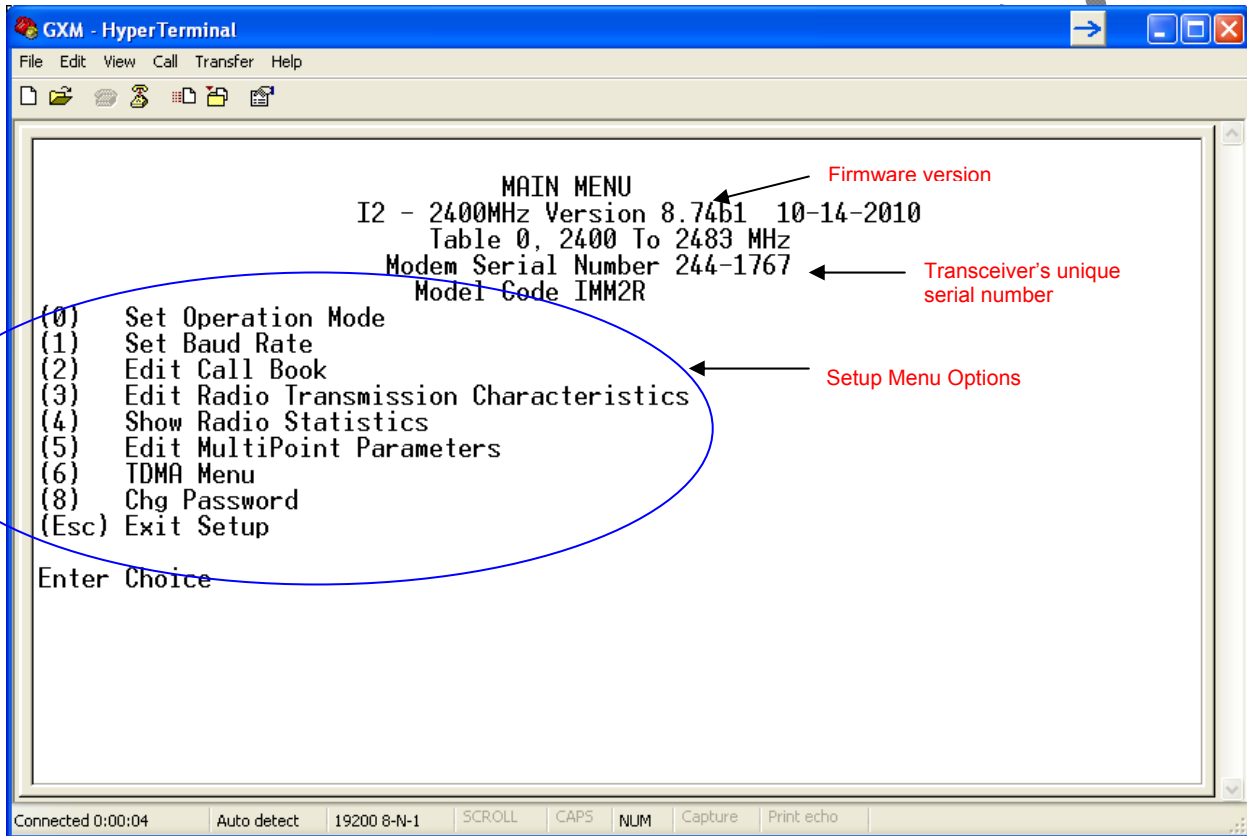 GXM - HyperTerminal
File Edit View Call Transfer Help
MAIN MENU
Firmware version
I2 - 2400MHz Version 8.74b1 10-14-2010
Table 0, 2400 To 2483 MHz
Modem Serial Number 244-1767
Transceiver's unique
serial number
Model Code IMM2R
(0) Set Operation Mode
(1) Set Baud Rate
(2) Edit Call Book
Setup Menu Options
(3) Edit Radio Transmission Characteristics
(4) Show Radio Statistics
(5) Edit MultiPoint Parameters
(6) TDMA Menu
(8) Chg Password
(Esc) Exit Setup
Enter Choice
Connected 0:00:04 Auto detect 19200 8-N-1 SCROLL CAPS NUM Capture Print echo